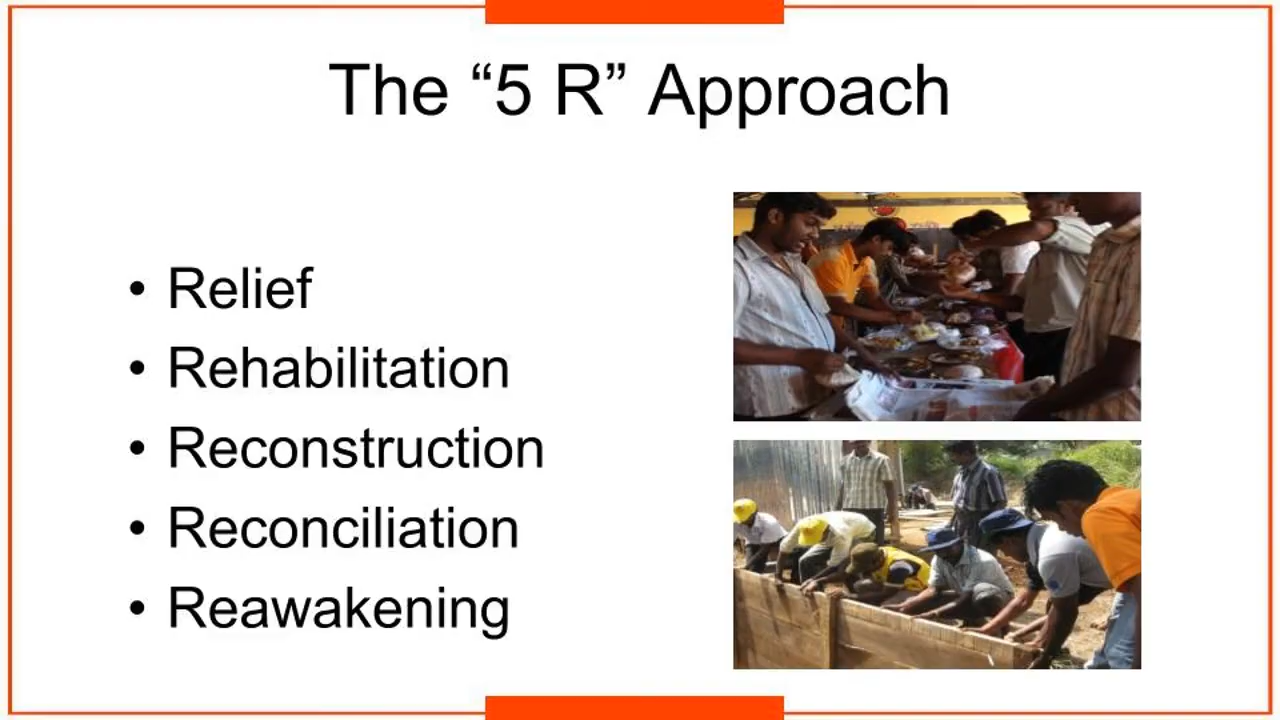 The “5 R” Approach
• Relief
• Rehabilitation
• Reconstruction
• Reconciliation
• Reawakening